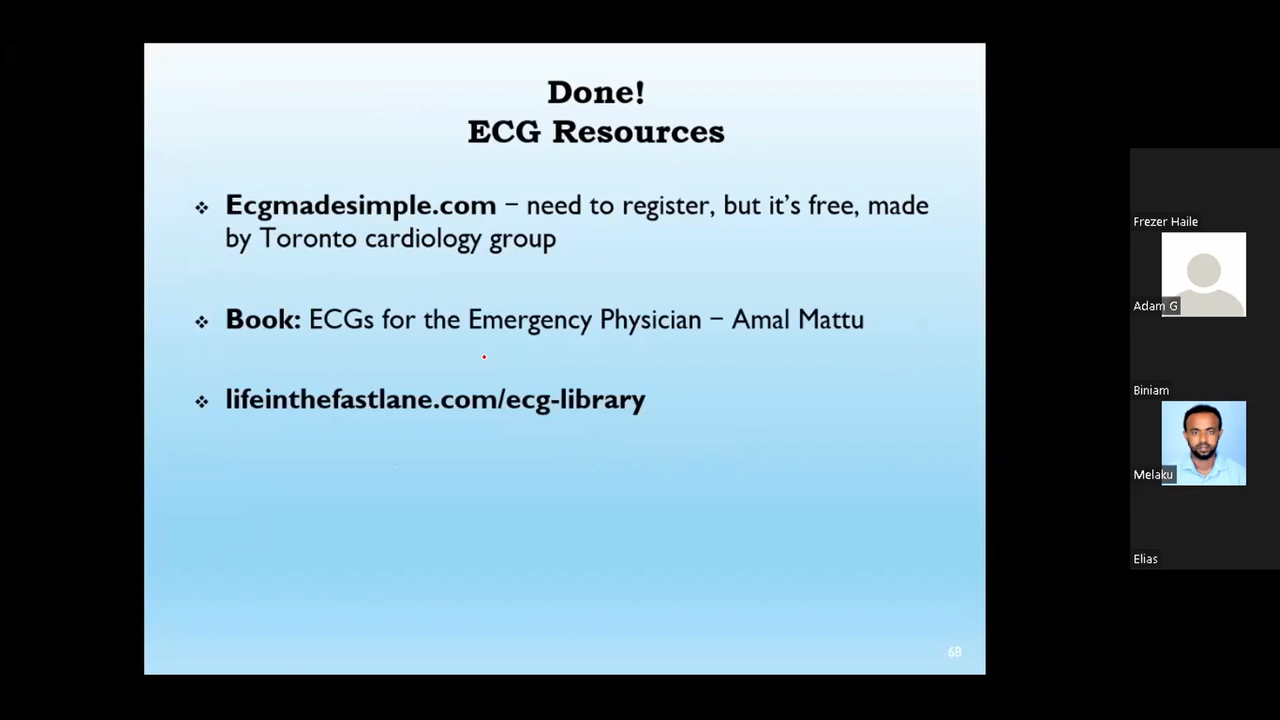 Done!
ECG Resources
❖ Ecgmadesimple.com – need to register, but it's free, made
by Toronto cardiology group
❖ Book: ECGs for the Emergency Physician – Amal Mattu
❖ lifeinthefastlane.com/ecg-library
68
Frezer Haile
Adam G
Biniam
Melaku
Elias